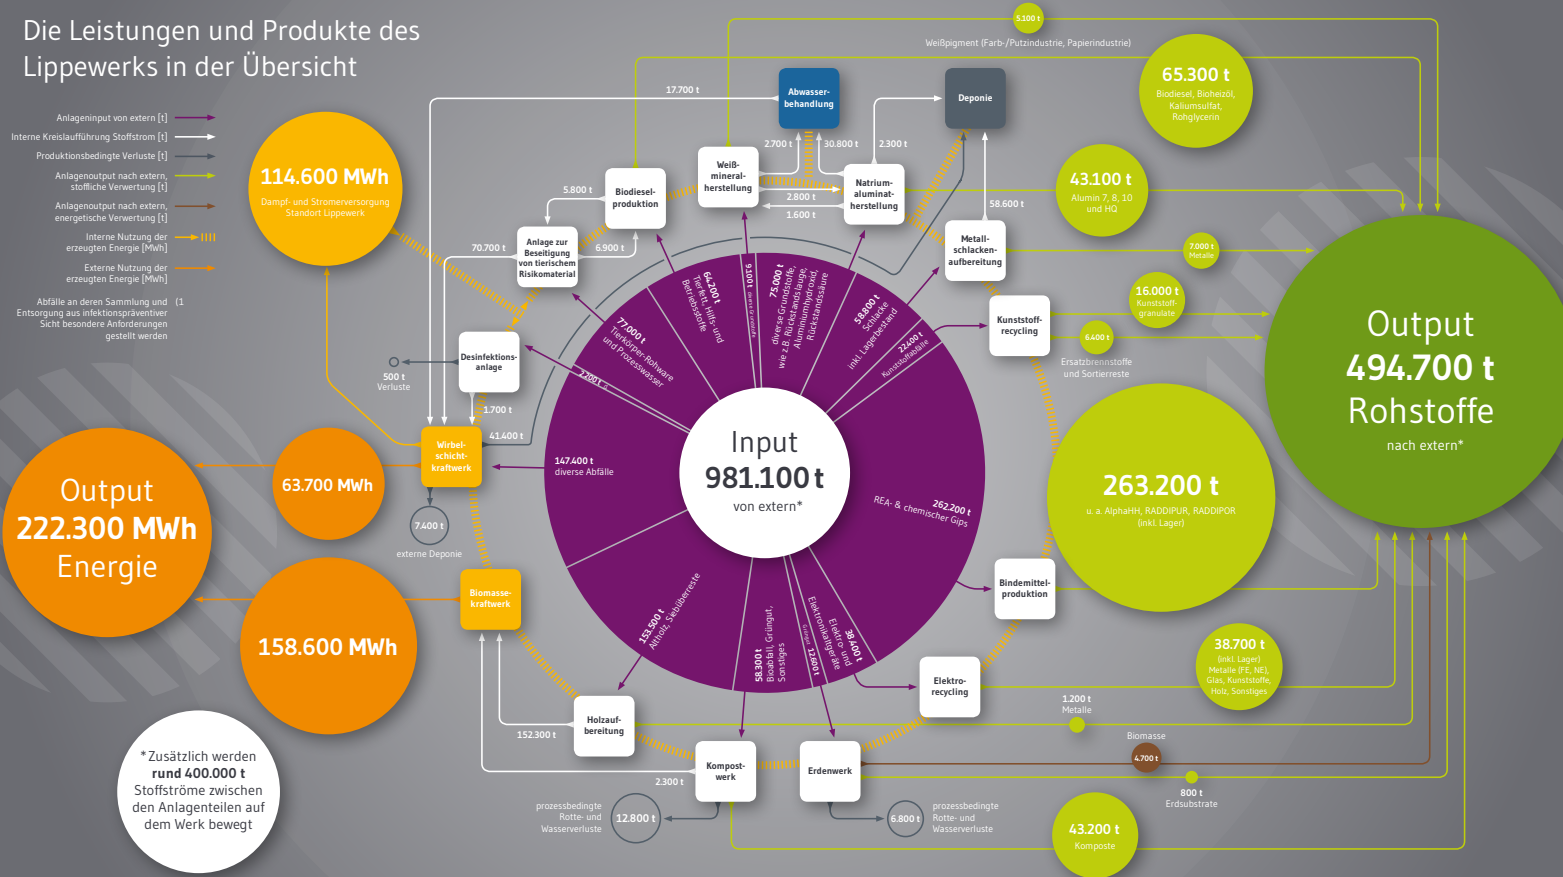 Die Leistungen und Produkte des
Lippewerks in der Übersicht
Anlageninput von extern [t]
Interne Kreislaufführung Stoffstrom [t]
Produktionsbedingte Verluste [t]
Anlagenoutput nach extern,
stoffliche Verwertung [t]
Anlagenoutput nach extern,
energetische Verwertung [t]
Interne Nutzung der
erzeugten Energie [MWh]
Externe Nutzung der
erzeugten Energie [MWh]
Abfälle an deren Sammlung und (1
Entsorgung aus infektionspräventiver
Sicht besondere Anforderungen
gestellt werden
114.600 MWh
Dampf- und Stromversorgung
Standort Lippewerk
5.100 t
Weißpigment (Farb-/Putzindustrie, Papierindustrie)
65.300 t
Biodiesel, Bioheizöl,
Kaliumsulfat,
Rohglycerin
17.700 t
Abwasser-
behandlung
Deponie
2.700 t
30.800 t
2.300 t
Weiß-
mineral-
herstellung
2.800 t
1.600 t
Natrium-
aluminat-
herstellung
43.100 t
Alumin 7, 8, 10
und HQ
5.800 t
Biodiesel-
produktion
58.600 t
70.700 t
Anlage zur
Beseitigung
von tierischem
Risikomaterial
6.900 t
Metall-
schlacken-
aufbereitung
7.000 t
Metalle
16.000 t
Kunststoff-
granulate
Kunststoff-
recycling
6.400 t
Ersatzbrennstoffe
und Sortierreste
Desinfektions-
anlage
500 t
Verluste
1.700 t
41.400 t
Wirbel-
schicht-
kraftwerk
7.400 t
externe Deponie
64.200 t
Tierfett, Hilfs- und
Betriebsstoffe
9.100 t diverse Grundstoffe
75.000 t
diverse Grundstoffe,
wie z.B. Rückstandslauge,
Aluminiumhydroxid,
Rückstandssäure
58.800 t
Schlacke
inkl. Lagerbestand
22.400 t
Kunststoffabfälle
77.000 t
Tierkörper-Rohware
und Prozesswasser
2.200 t (1
147.400 t
diverse Abfälle
Input
981.100 t
von extern*
262.200 t
REA- & chemischer Gips
153.500 t
Altholz, Siebüberreste
58.300 t
Bioabfall, Grüngut,
Sonstiges
Grüngut 12.600 t
38.400 t
Elektro- und
Elektronikaltgeräte
Output
494.700 t
Rohstoffe
nach extern*
263.200 t
u. a. AlphaHH, RADDIPUR, RADDIPOR
(inkl. Lager)
Output
222.300 MWh
Energie
63.700 MWh
158.600 MWh
Biomasse-
kraftwerk
Bindemittel-
produktion
38.700 t
(inkl. Lager)
Metalle (FE, NE),
Glas, Kunststoffe,
Holz, Sonstiges
Elektro-
recycling
1.200 t
Metalle
Holzauf-
bereitung
152.300 t
2.300 t
Kompost-
werk
Erdenwerk
Biomasse
4.700 t
800 t
Erdsubstrate
prozessbedingte
Rotte- und
Wasserverluste
12.800 t
6.800 t
prozessbedingte
Rotte- und
Wasserverluste
43.200 t
Komposte
* Zusätzlich werden
rund 400.000 t
Stoffströme zwischen
den Anlagenteilen auf
dem Werk bewegt